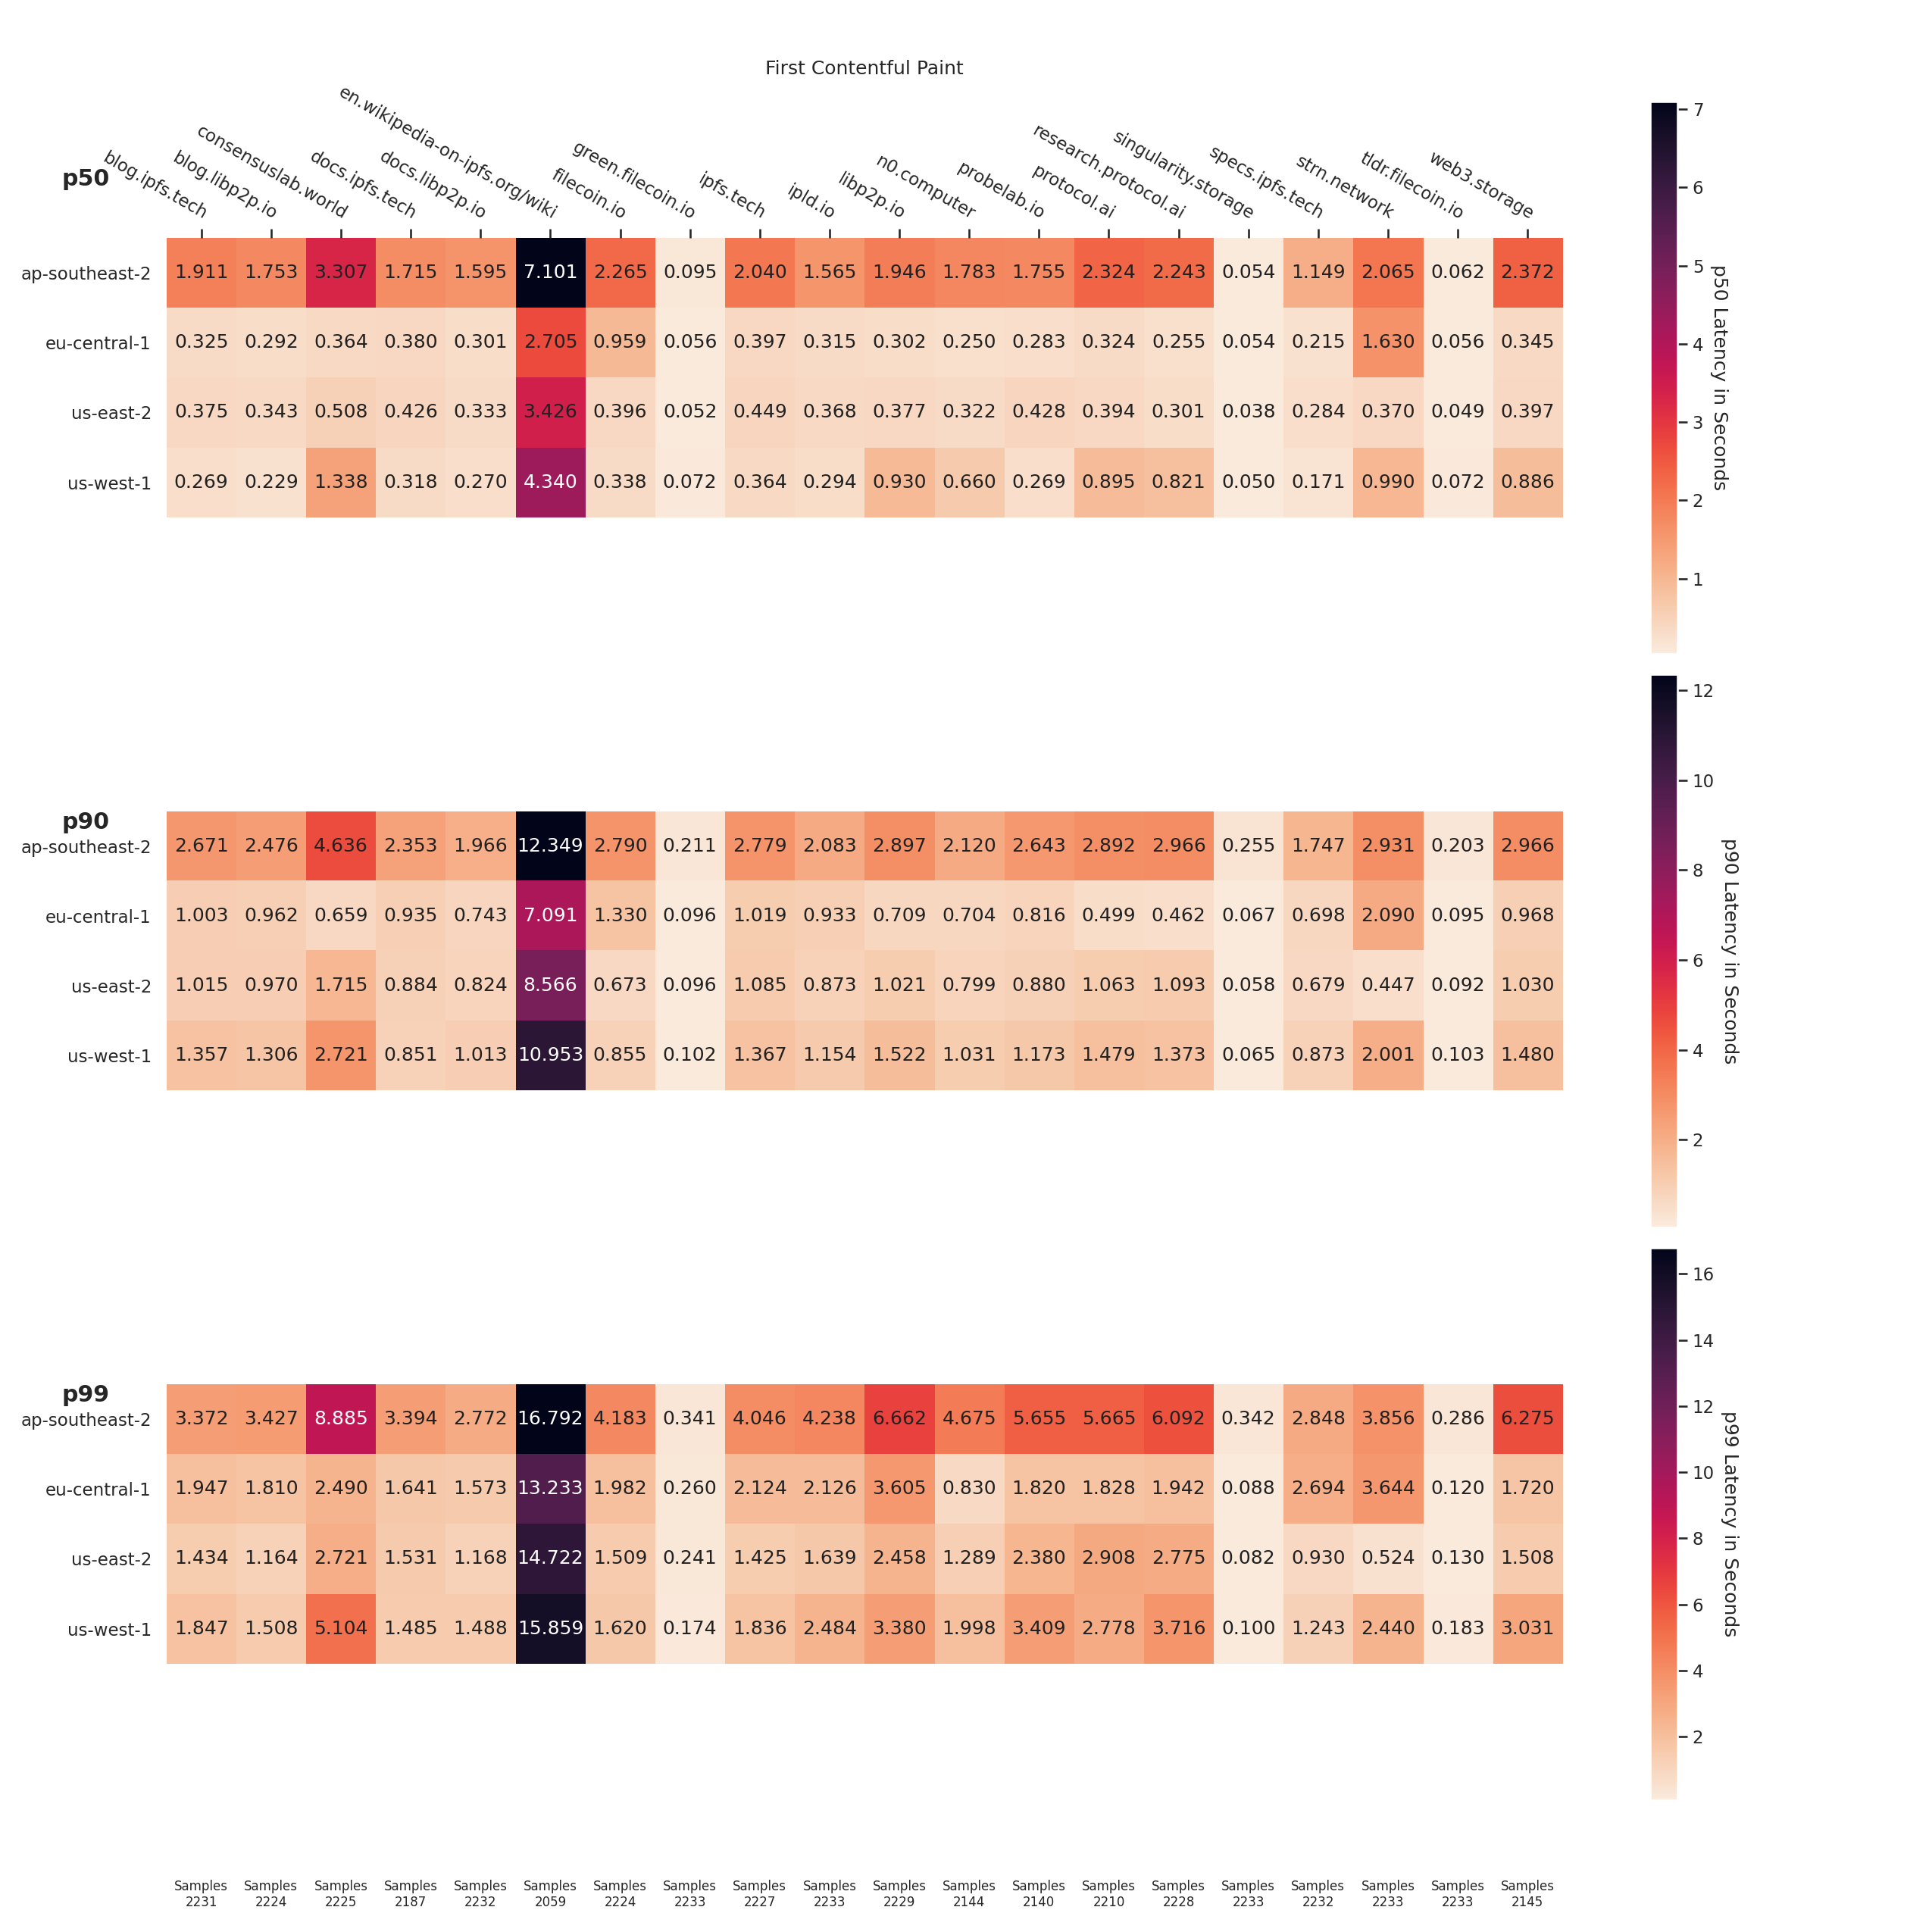 First Contentful Paint
p50
blog.ipfs.tech
blog.libp2p.io
consensuslab.world
docs.ipfs.tech
docs.libp2p.io
en.wikipedia-on-ipfs.org/wiki
filecoin.io
green.filecoin.io
ipfs.tech
ipld.io
libp2p.io
n0.computer
probelab.io
protocol.ai
research.protocol.ai
singularity.storage
specs.ipfs.tech
strn.network
tldr.filecoin.io
web3.storage
ap-southeast-2 1.911 1.753 3.307 1.715 1.595 7.101 2.265 0.095 2.040 1.565 1.946 1.783 1.755 2.324 2.243 0.054 1.149 2.065 0.062 2.372
eu-central-1 0.325 0.292 0.364 0.380 0.301 2.705 0.959 0.056 0.397 0.315 0.302 0.250 0.283 0.324 0.255 0.054 0.215 1.630 0.056 0.345
us-east-2 0.375 0.343 0.508 0.426 0.333 3.426 0.396 0.052 0.449 0.368 0.377 0.322 0.428 0.394 0.301 0.038 0.284 0.370 0.049 0.397
us-west-1 0.269 0.229 1.338 0.318 0.270 4.340 0.338 0.072 0.364 0.294 0.930 0.660 0.269 0.895 0.821 0.050 0.171 0.990 0.072 0.886
7
6
5
4
3
2
1
p50 Latency in Seconds
p90
ap-southeast-2 2.671 2.476 4.636 2.353 1.966 12.349 2.790 0.211 2.779 2.083 2.897 2.120 2.643 2.892 2.966 0.255 1.747 2.931 0.203 2.966
eu-central-1 1.003 0.962 0.659 0.935 0.743 7.091 1.330 0.096 1.019 0.933 0.709 0.704 0.816 0.499 0.462 0.067 0.698 2.090 0.095 0.968
us-east-2 1.015 0.970 1.715 0.884 0.824 8.566 0.673 0.096 1.085 0.873 1.021 0.799 0.880 1.063 1.093 0.058 0.679 0.447 0.092 1.030
us-west-1 1.357 1.306 2.721 0.851 1.013 10.953 0.855 0.102 1.367 1.154 1.522 1.031 1.173 1.479 1.373 0.065 0.873 2.001 0.103 1.480
12
10
8
6
4
2
p90 Latency in Seconds
p99
ap-southeast-2 3.372 3.427 8.885 3.394 2.772 16.792 4.183 0.341 4.046 4.238 6.662 4.675 5.655 5.665 6.092 0.342 2.848 3.856 0.286 6.275
eu-central-1 1.947 1.810 2.490 1.641 1.573 13.233 1.982 0.260 2.124 2.126 3.605 0.830 1.820 1.828 1.942 0.088 2.694 3.644 0.120 1.720
us-east-2 1.434 1.164 2.721 1.531 1.168 14.722 1.509 0.241 1.425 1.639 2.458 1.289 2.380 2.908 2.775 0.082 0.930 0.524 0.130 1.508
us-west-1 1.847 1.508 5.104 1.485 1.488 15.859 1.620 0.174 1.836 2.484 3.380 1.998 3.409 2.778 3.716 0.100 1.243 2.440 0.183 3.031
16
14
12
10
8
6
4
2
p99 Latency in Seconds
Samples Samples Samples Samples Samples Samples Samples Samples Samples Samples Samples Samples Samples Samples Samples Samples Samples Samples Samples Samples
2231 2224 2225 2187 2232 2059 2224 2233 2227 2233 2229 2144 2140 2210 2228 2233 2232 2233 2233 2145